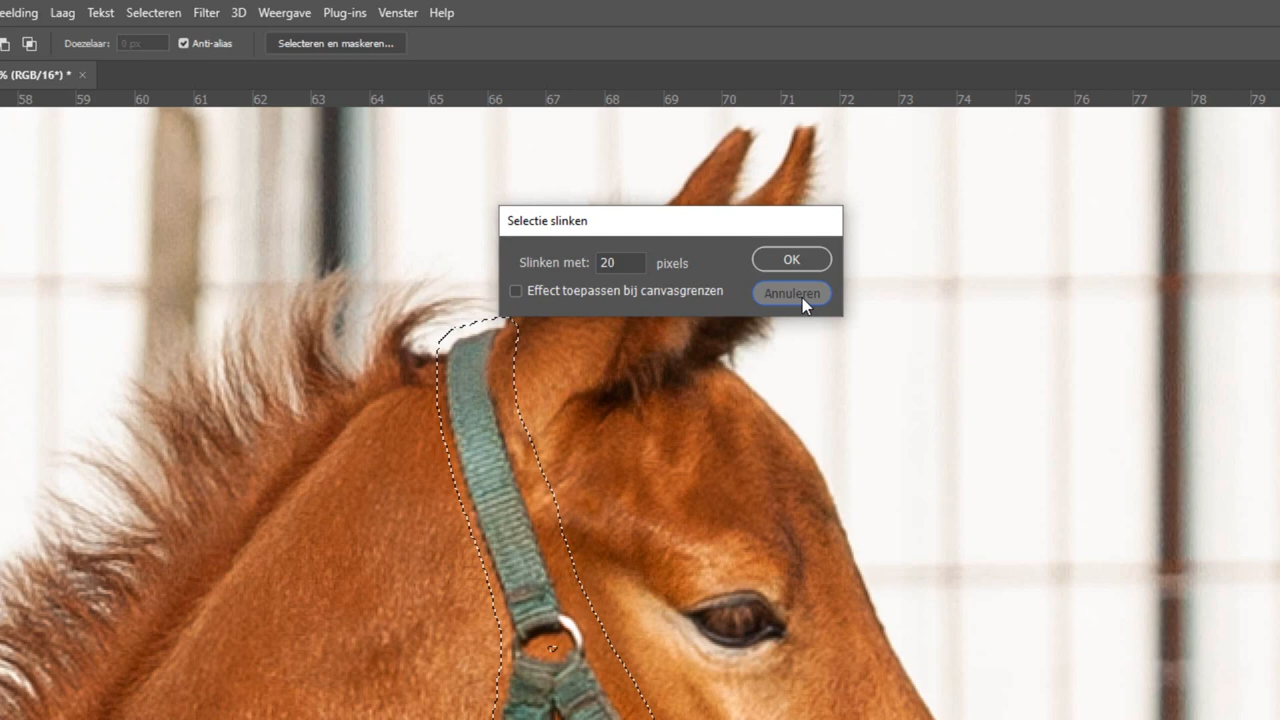 eelding Laag Tekst Selecteren Filter 3D Weergave Plug-ins Venster Help
Doezelaar: 0 px Anti-alias Selecteren en maskeren...
% (RGB/16*) * ×
58 59 60 61 62 63 64 65 66 67 68 69 70 71 72 73 74 75 76 77 78 79
Selectie slinken
Slinken met: 20 pixels OK
Effect toepassen bij canvasgrenzen Annuleren